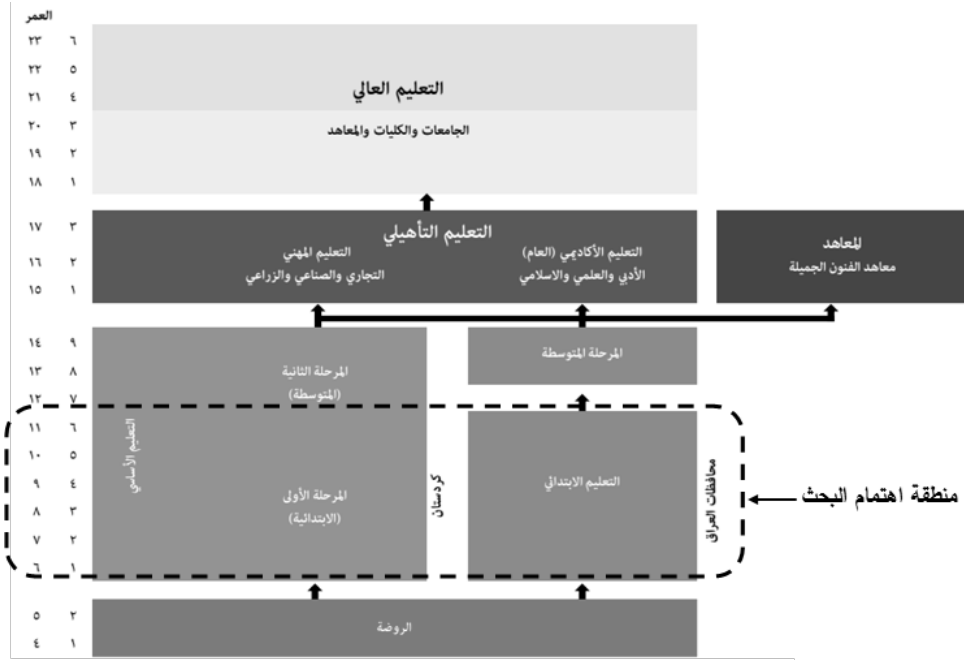 العمر
٢٣ ٦
٢٢ ٥
٢١ ٤
٢٠ ٣
١٩ ٢
١٨ ١
التعليم العالي
الجامعات والكليات والمعاهد
١٧ ٣
١٦ ٢
١٥ ١
التعليم التأهيلي
التعليم الأكاديمي (العام)
الأدبي والعلمي والاسلامي
التعليم المهني
التجاري والصناعي والزراعي
المعاهد
معاهد الفنون الجميلة
١٤ ٩
١٣ ٨
١٢ ٧
١١ ٦
١٠ ٥
٩ ٤
٨ ٣
٧ ٢
٦ ١
المرحلة المتوسطة
المرحلة الثانية
(المتوسطة)
التعليم الابتدائي
المرحلة الأولى
(الابتدائية)
التعليم الأساسي
كردستان
محافظات العراق
منطقة اهتمام البحث
٥ ٢
٤ ١
الروضة